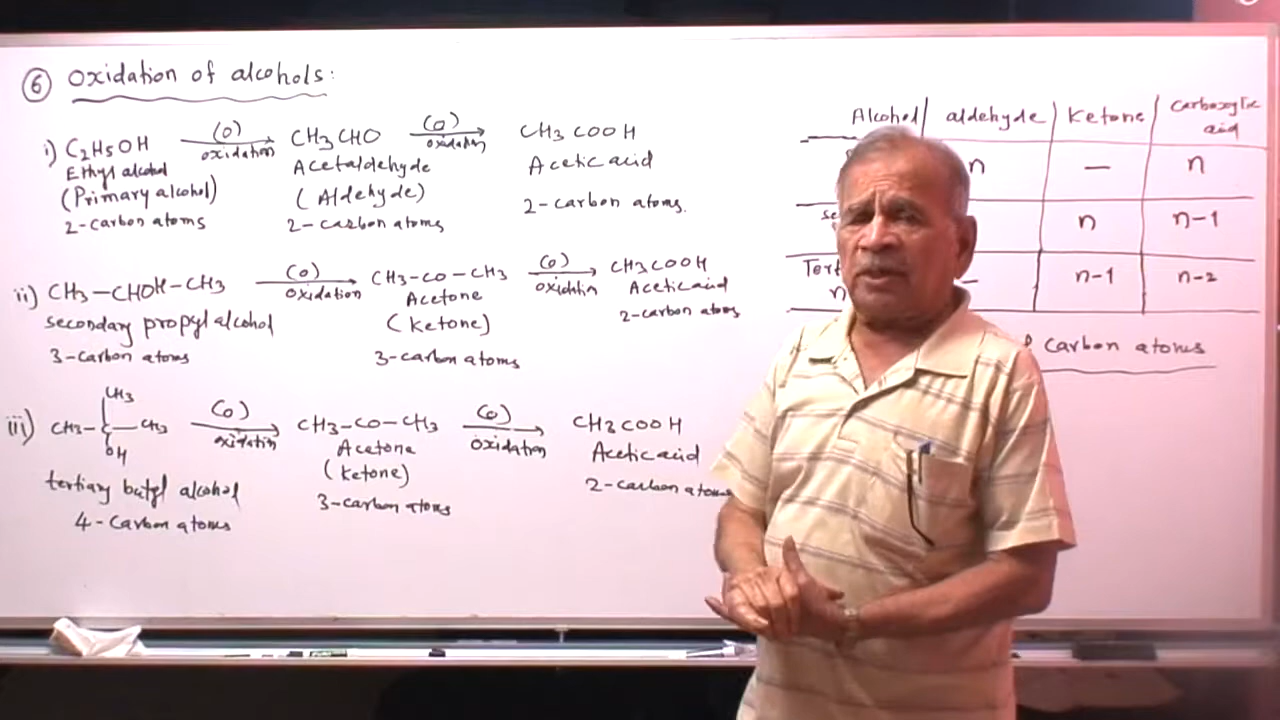 ⑥ Oxidation of alcohols:
i) C2H5OH (O) oxidation CH3CHO (O) oxidation CH3COOH
Ethyl alcohol Acetaldehyde Acetic acid
(Primary alcohol) (Aldehyde)
2-carbon atoms 2-carbon atoms 2-carbon atoms.
ii) CH3-CHOH-CH3 (O) oxidation CH3-CO-CH3 (O) CH3COOH
secondary propyl alcohol Acetone Acetic acid
(Ketone) 2-carbon atoms
3-carbon atoms 3-carbon atoms
CH3
iii) CH3-C-CH3 (O) CH3-CO-CH3 (O) oxidation CH3COOH
OH Acetone Acetic acid
tertiary butyl alcohol (Ketone) 2-carbon atoms
4-carbon atoms 3-carbon atoms
Alcohol aldehyde Ketone Carboxylic acid
n — n
n n-1
n — n-1 n-2
carbon atoms